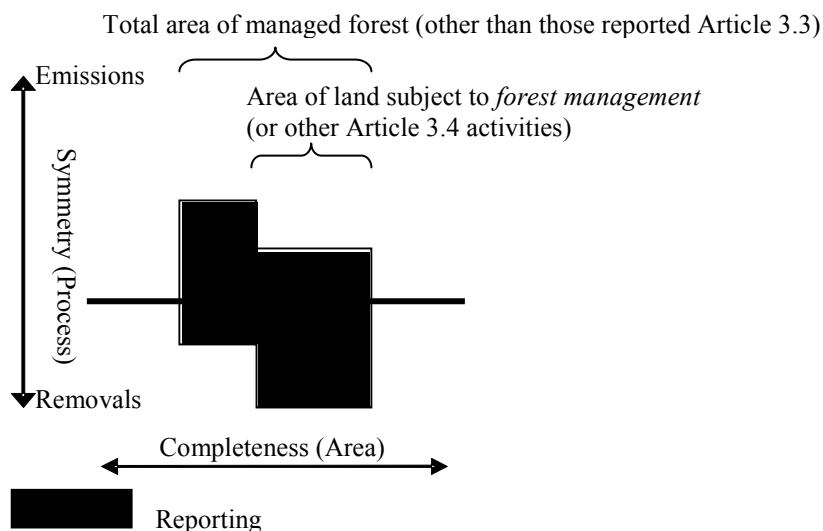 Total area of managed forest (other than those reported Article 3.3)
Emissions
Area of land subject to forest management
(or other Article 3.4 activities)
Symmetry (Process)
Removals
Completeness (Area)
Reporting